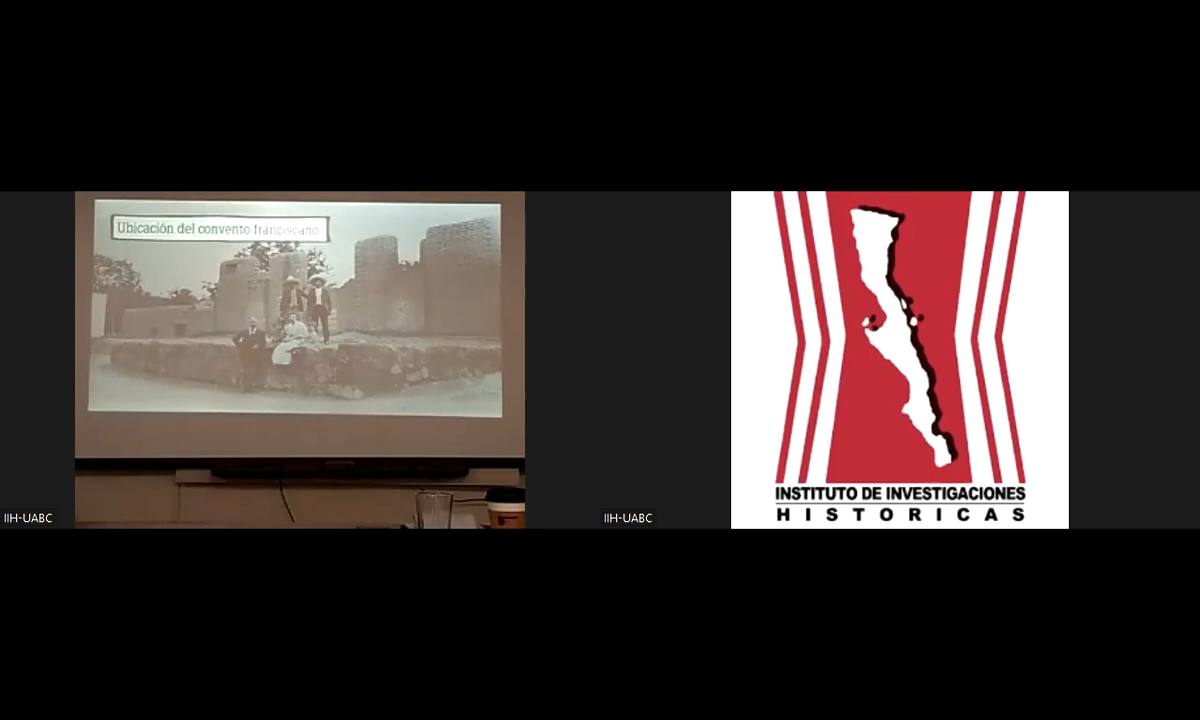 Ubicación del convento franciscano
IIH-UABC
IIH-UABC
INSTITUTO DE INVESTIGACIONES
HISTORICAS